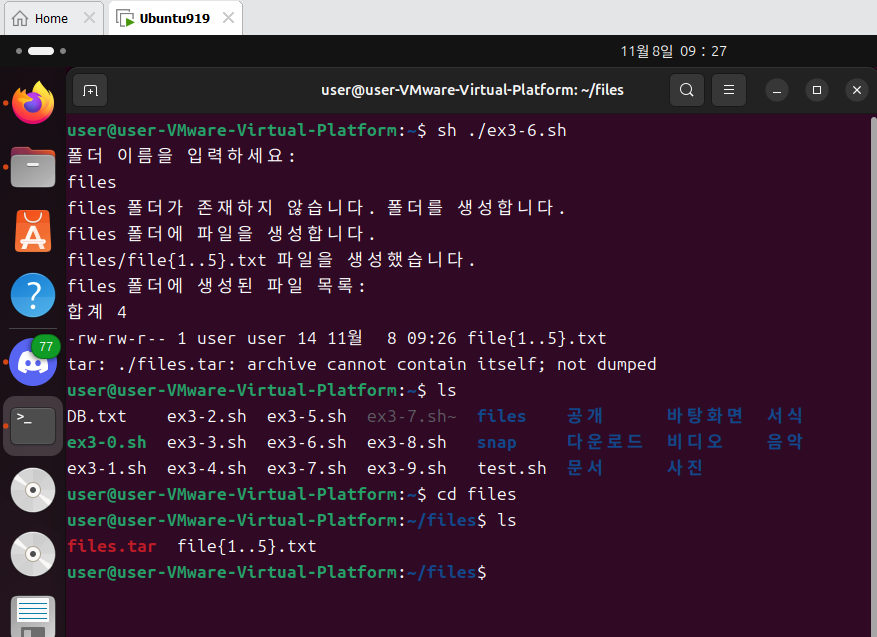 Home
Ubuntu919
11월 8일 09 : 27
user@user-VMware-Virtual-Platform: ~/files
user@user-VMware-Virtual-Platform:~$ sh ./ex3-6.sh
폴더 이름을 입력하세요:
files
files 폴더가 존재하지 않습니다. 폴더를 생성합니다.
files 폴더에 파일을 생성합니다.
files/file{1..5}.txt 파일을 생성했습니다.
files 폴더에 생성된 파일 목록:
합계 4
-rw-rw-r-- 1 user user 14 11월  8 09:26 file{1..5}.txt
tar: ./files.tar: archive cannot contain itself; not dumped
user@user-VMware-Virtual-Platform:~$ ls
DB.txt    ex3-2.sh  ex3-5.sh  ex3-7.sh~  files    공개      바탕화면  서식
ex3-0.sh  ex3-3.sh  ex3-6.sh  ex3-8.sh   snap     다운로드  비디오    음악
ex3-1.sh  ex3-4.sh  ex3-7.sh  ex3-9.sh   test.sh  문서      사진
user@user-VMware-Virtual-Platform:~$ cd files
user@user-VMware-Virtual-Platform:~/files$ ls
files.tar  file{1..5}.txt
user@user-VMware-Virtual-Platform:~/files$
77